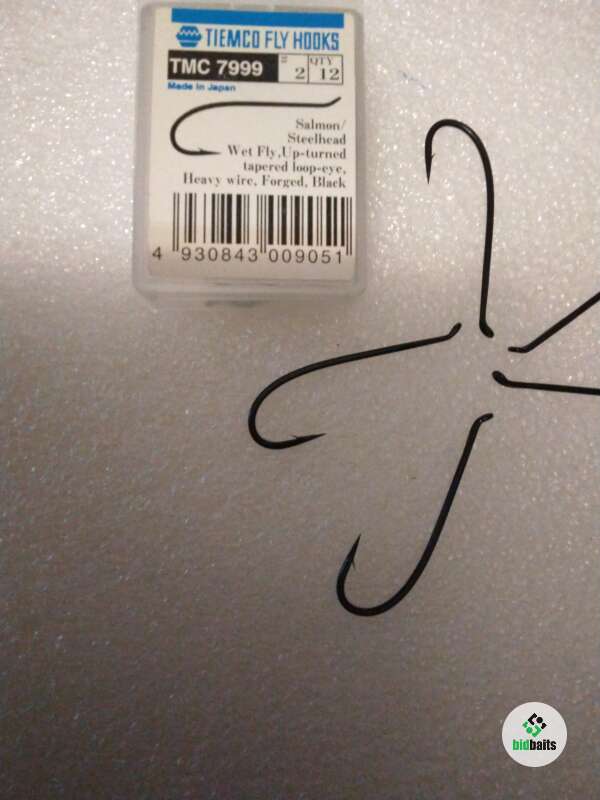 TIEMCO FLY HOOKS
TMC 7999 # 2 QTY 12
Made in Japan
Salmon/
Steelhead
Wet Fly,Up-turned
tapered loop-eye,
Heavy wire, Forged, Black
4 930843 009051
bidbaits